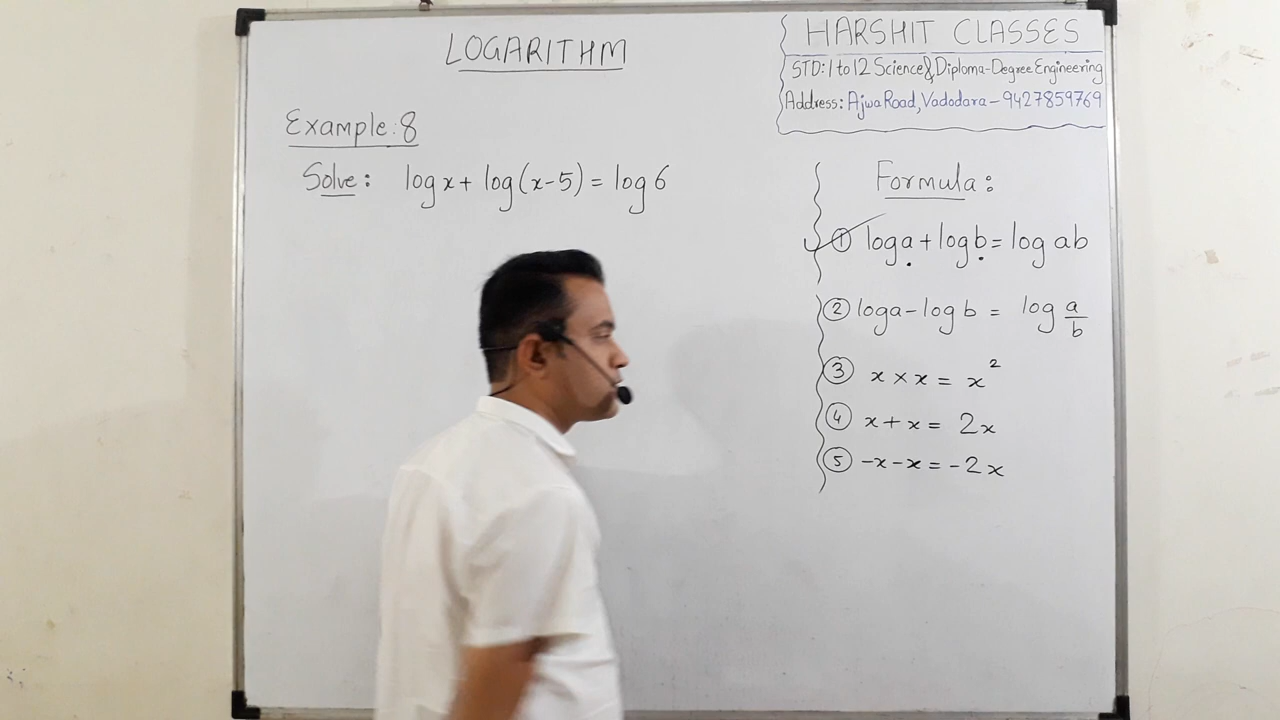 LOGARITHM
HARSHIT CLASSES
STD: 1 to 12 Science & Diploma-Degree Engineering
Address: Ajwa Road, Vadodara - 9427859769
Example: 8
Solve: log x + log (x-5) = log 6
Formula:
① log a + log b = log ab
② log a - log b = log a/b
③ x × x = x²
④ x + x = 2x
⑤ -x - x = -2x